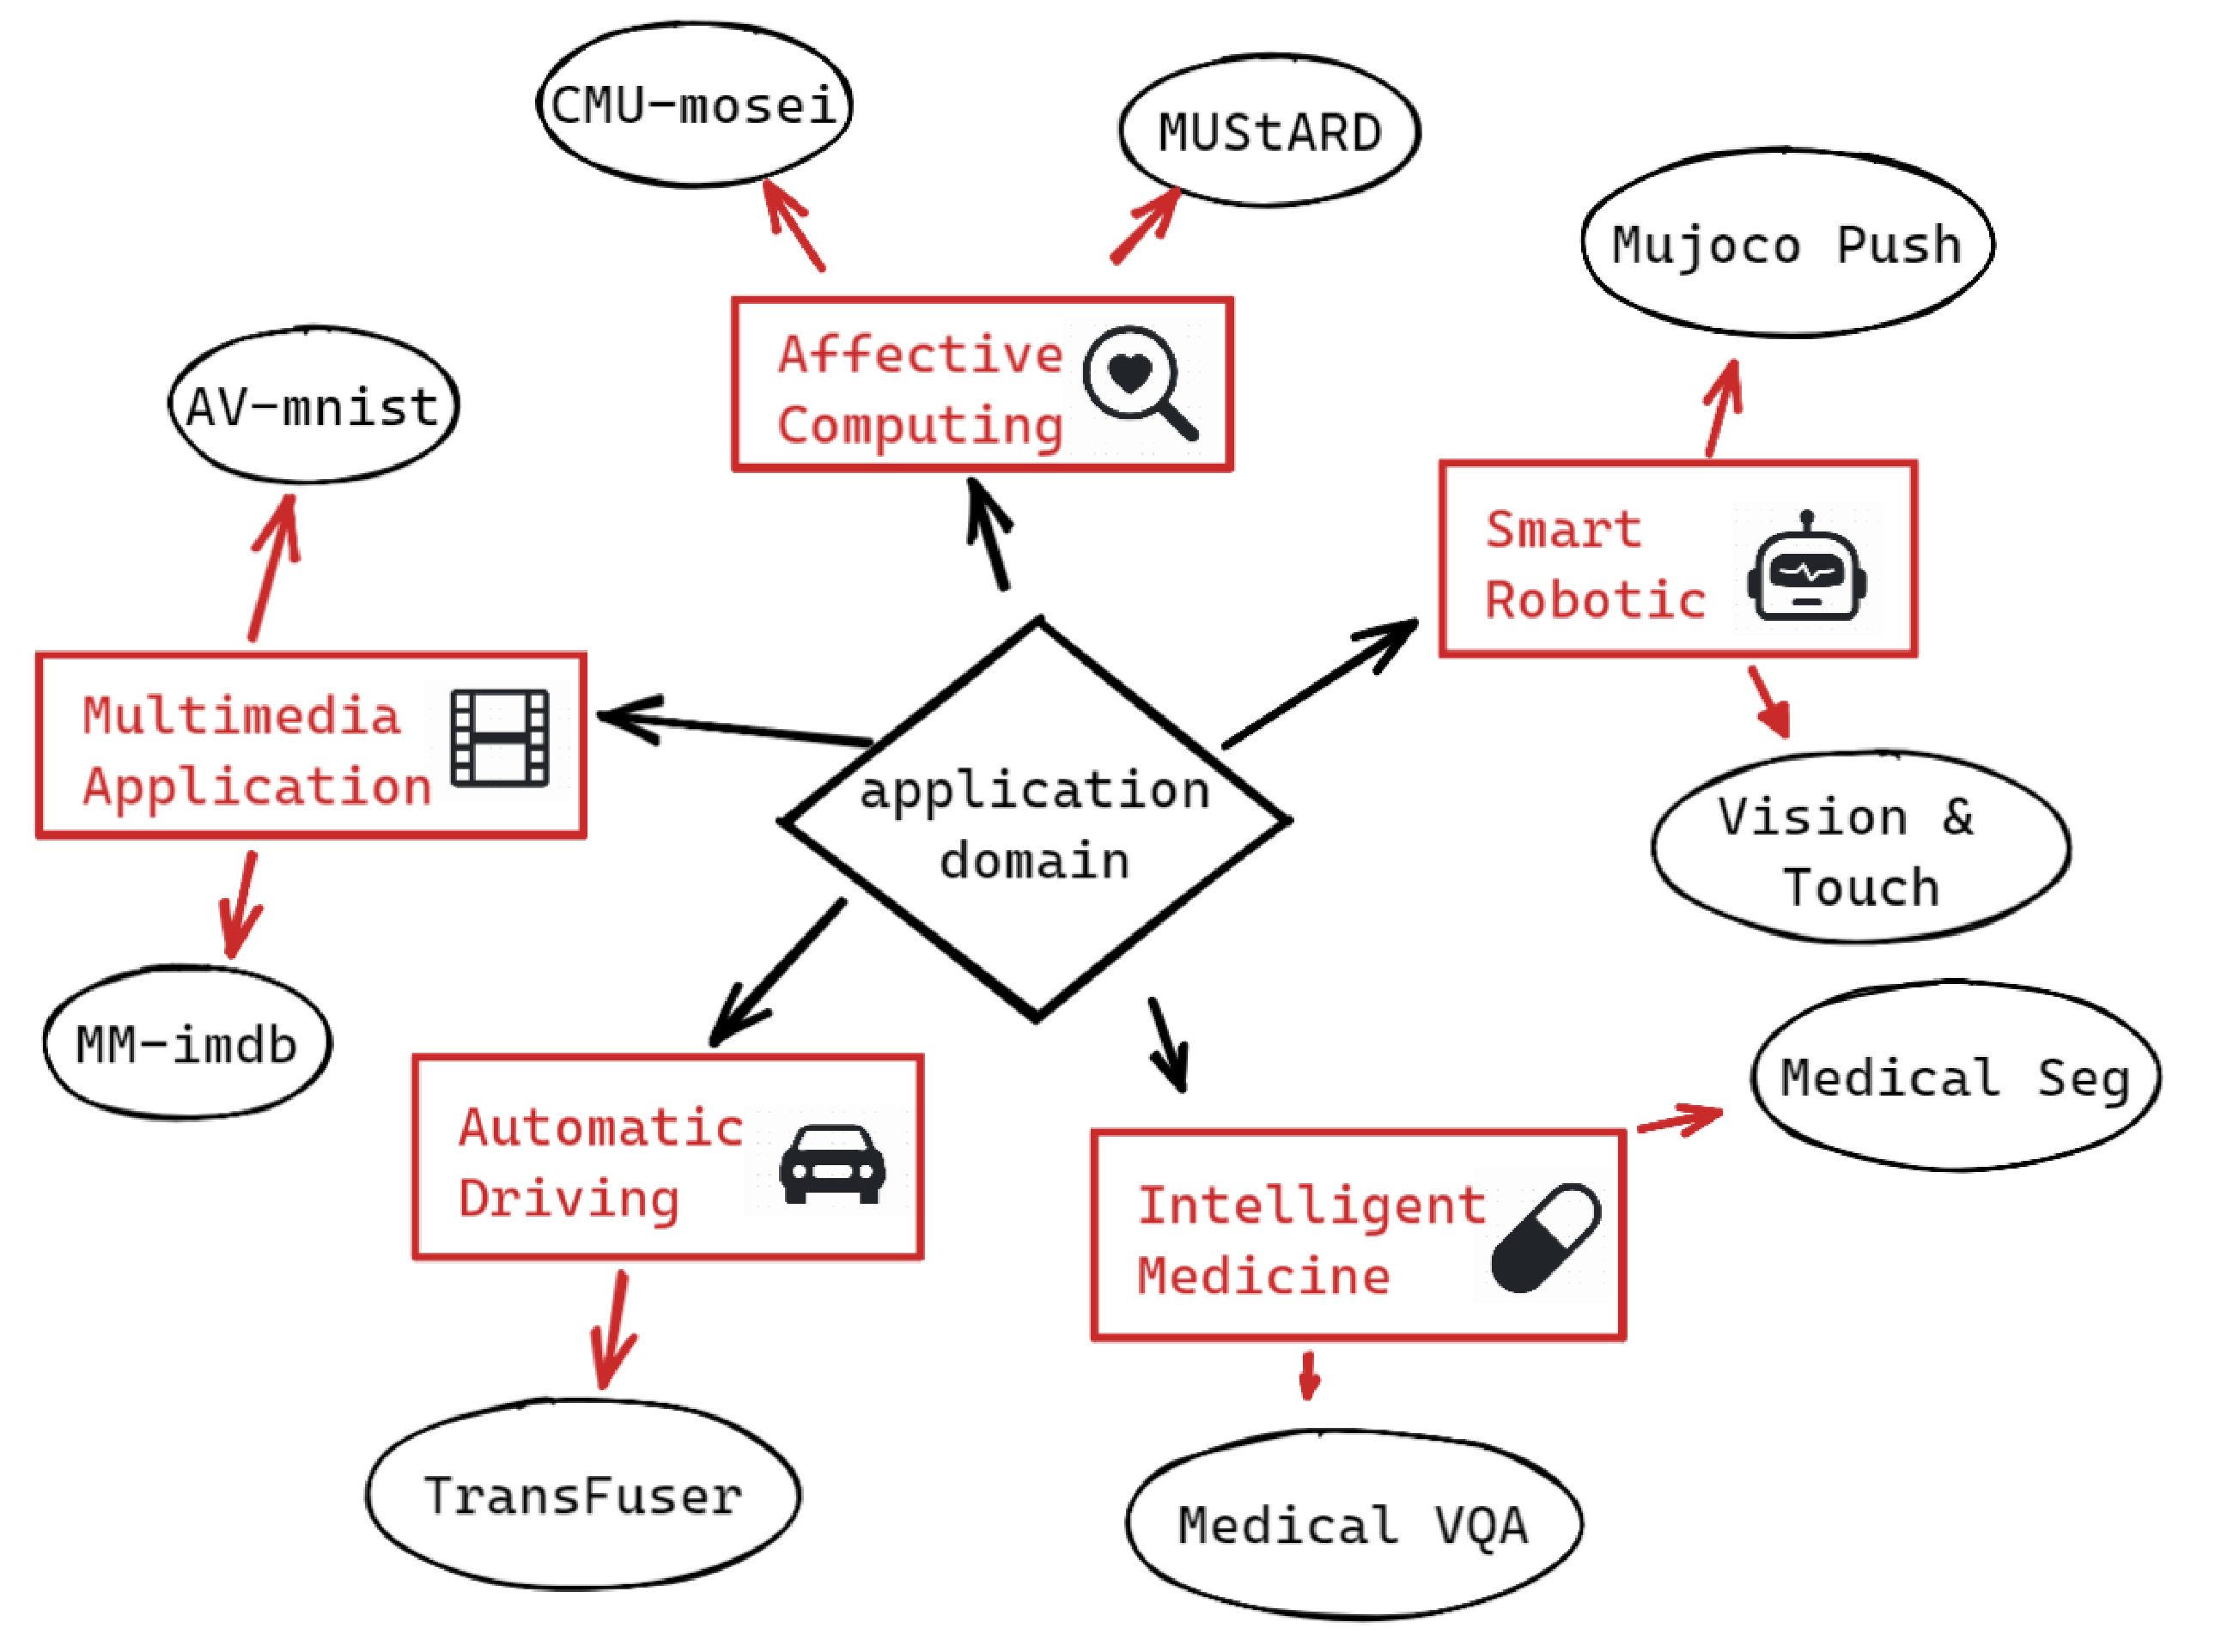 CMU-mosei
MUStARD
Mujoco Push
Affective
Computing
AV-mnist
Smart
Robotic
Multimedia
Application
application
domain
Vision &
Touch
MM-imdb
Medical Seg
Automatic
Driving
Intelligent
Medicine
TransFuser
Medical VQA